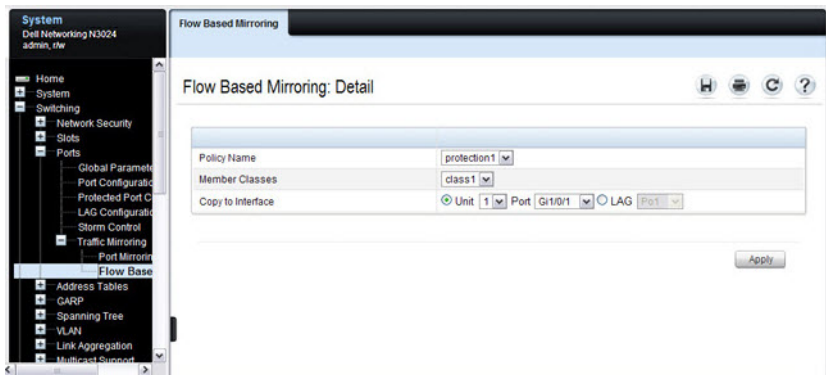 System
Dell Networking N3024
admin, r/w
Home
System
Switching
Network Security
Slots
Ports
Global Paramete
Port Configuratic
Protected Port C
LAG Configuratic
Storm Control
Traffic Mirroring
Port Mirrorin
Flow Base
Address Tables
GARP
Spanning Tree
VLAN
Link Aggregation
Multicast Support
Flow Based Mirroring
Flow Based Mirroring: Detail
Policy Name protection1
Member Classes class1
Copy to Interface Unit 1 Port Gi1/0/1 LAG Po1
Apply